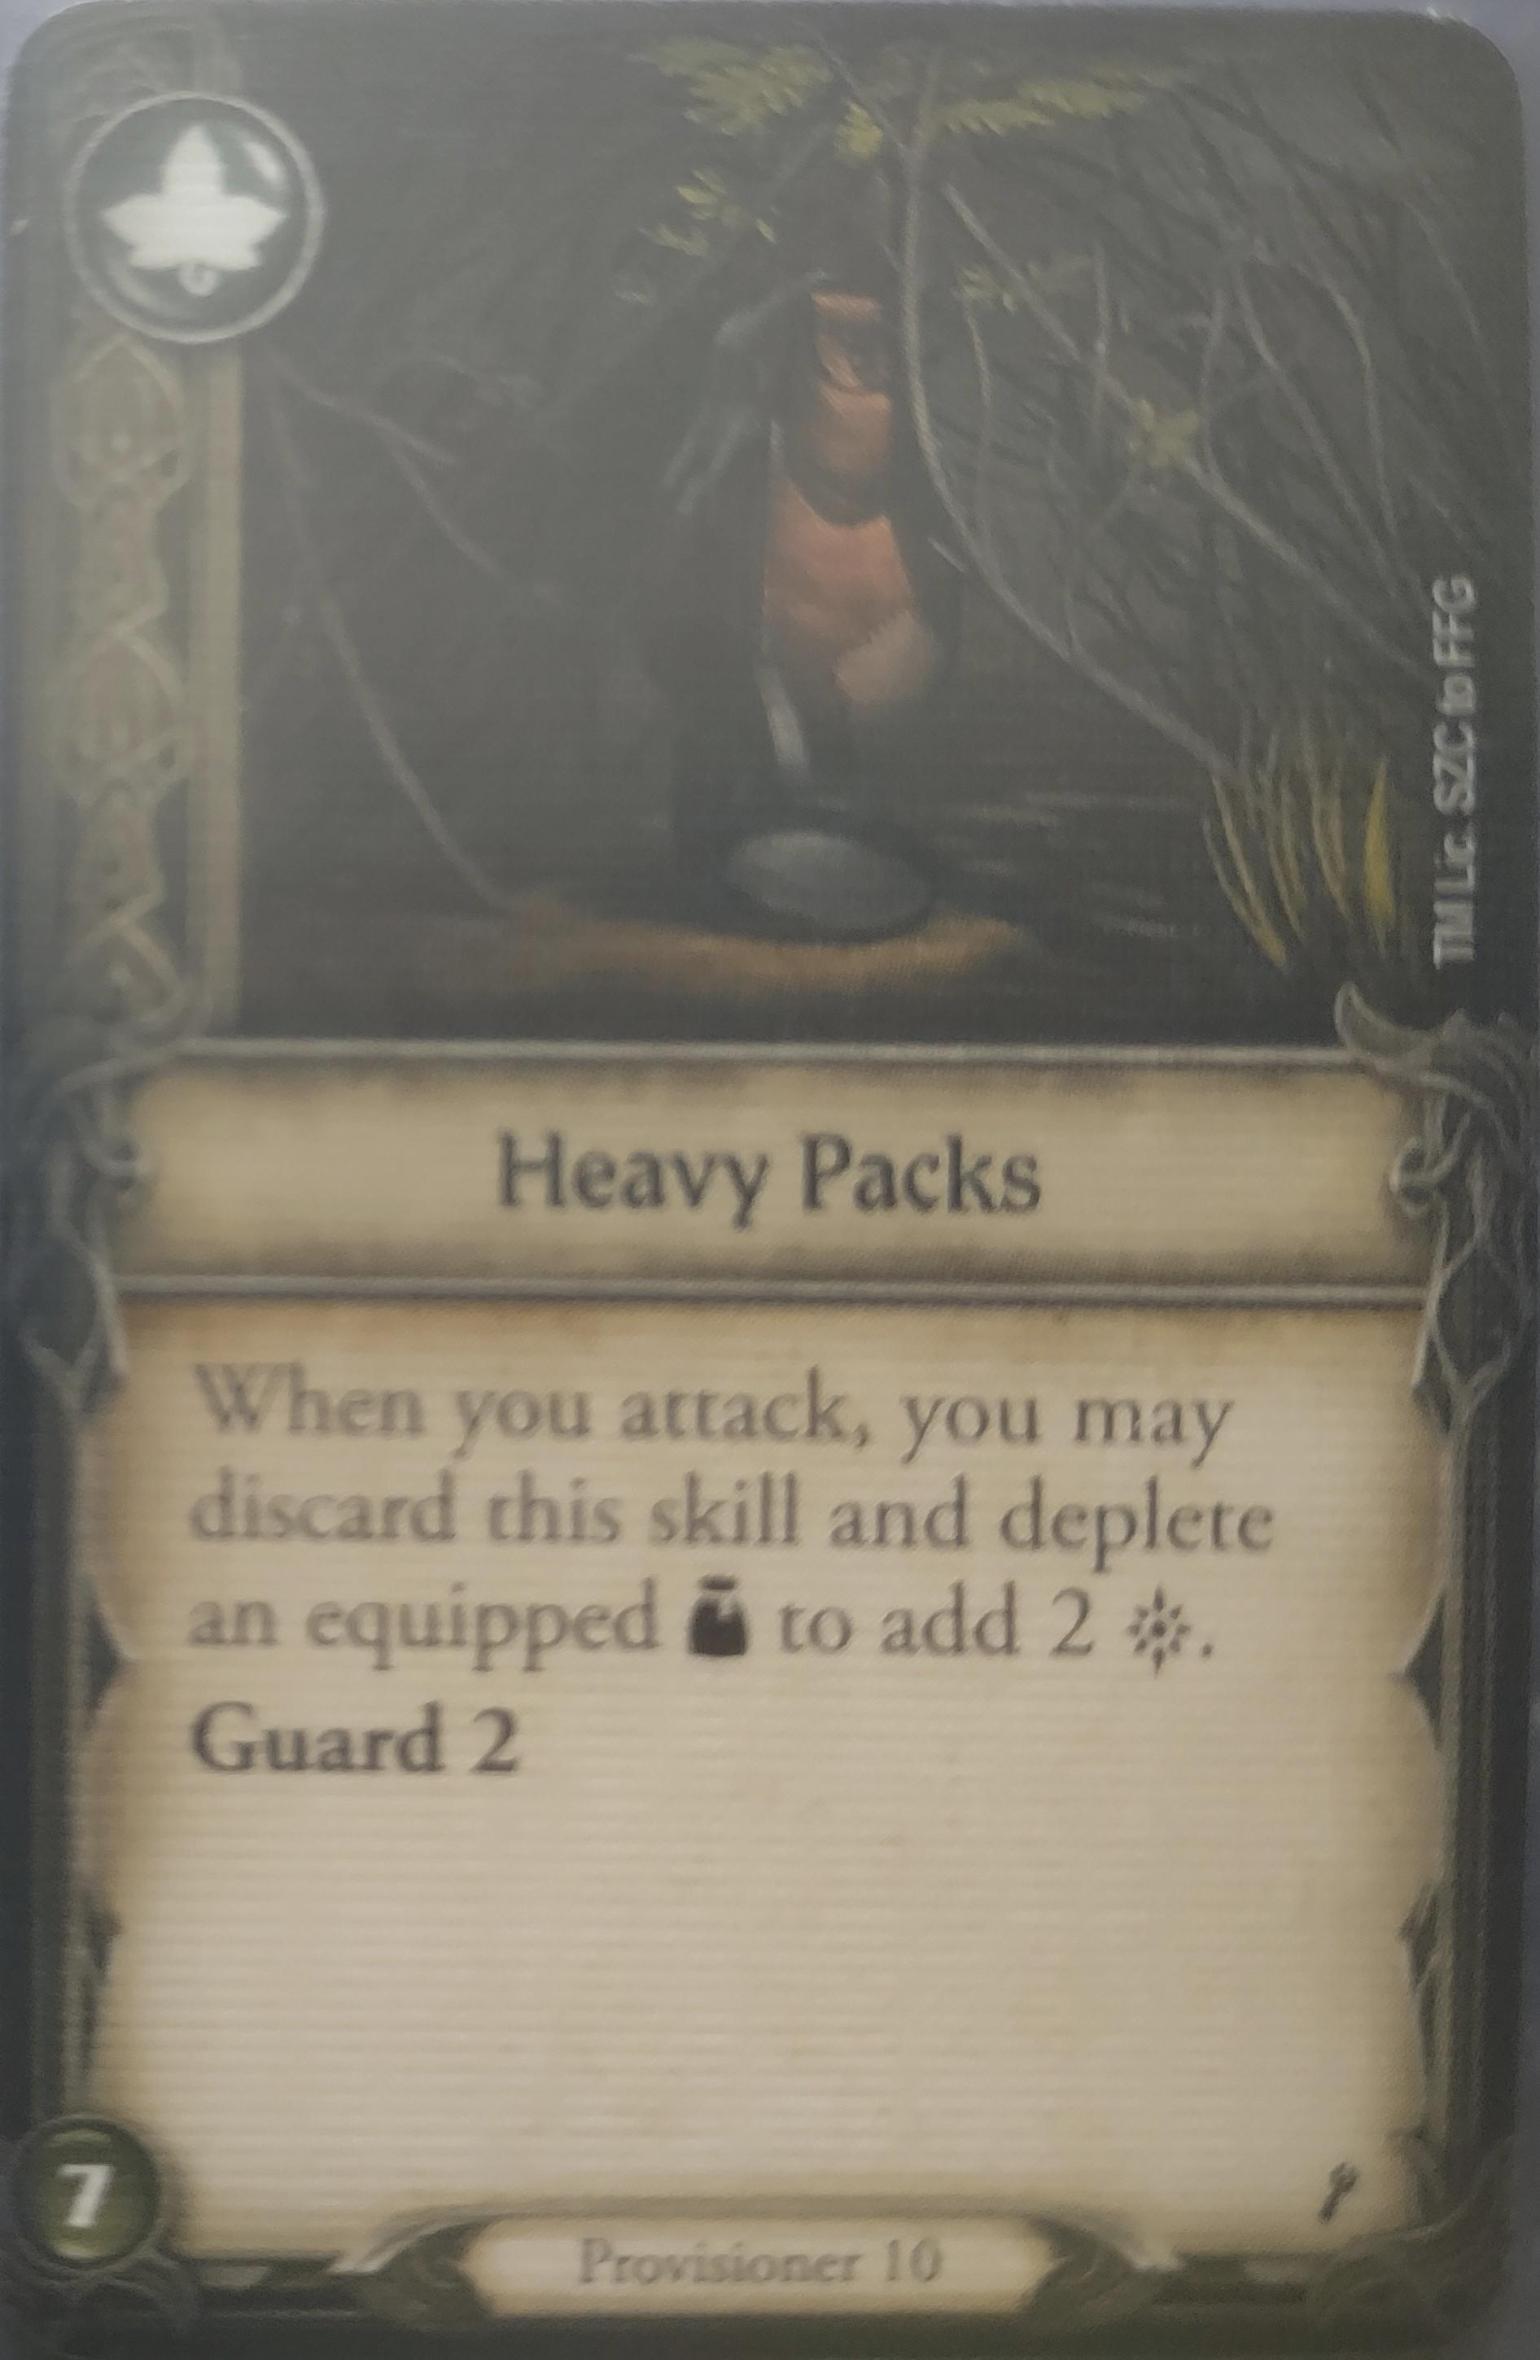 TM Lic. SZC to FFG
Heavy Packs
When you attack, you may
discard this skill and deplete
an equipped to add 2 .
Guard 2
7
Provisioner 10